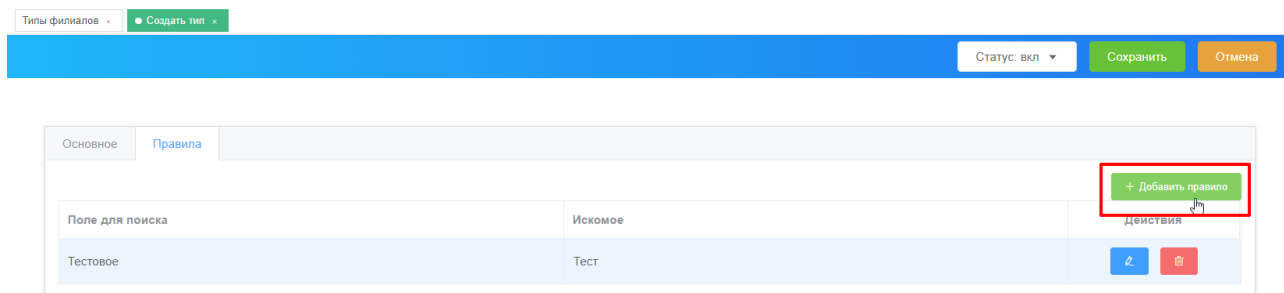 Типы филиалов ×
● Создать тип ×
Статус: вкл ▼
Сохранить
Отмена
Основное
Правила
+ Добавить правило
Поле для поиска
Искомое
Действия
Тестовое
Тест